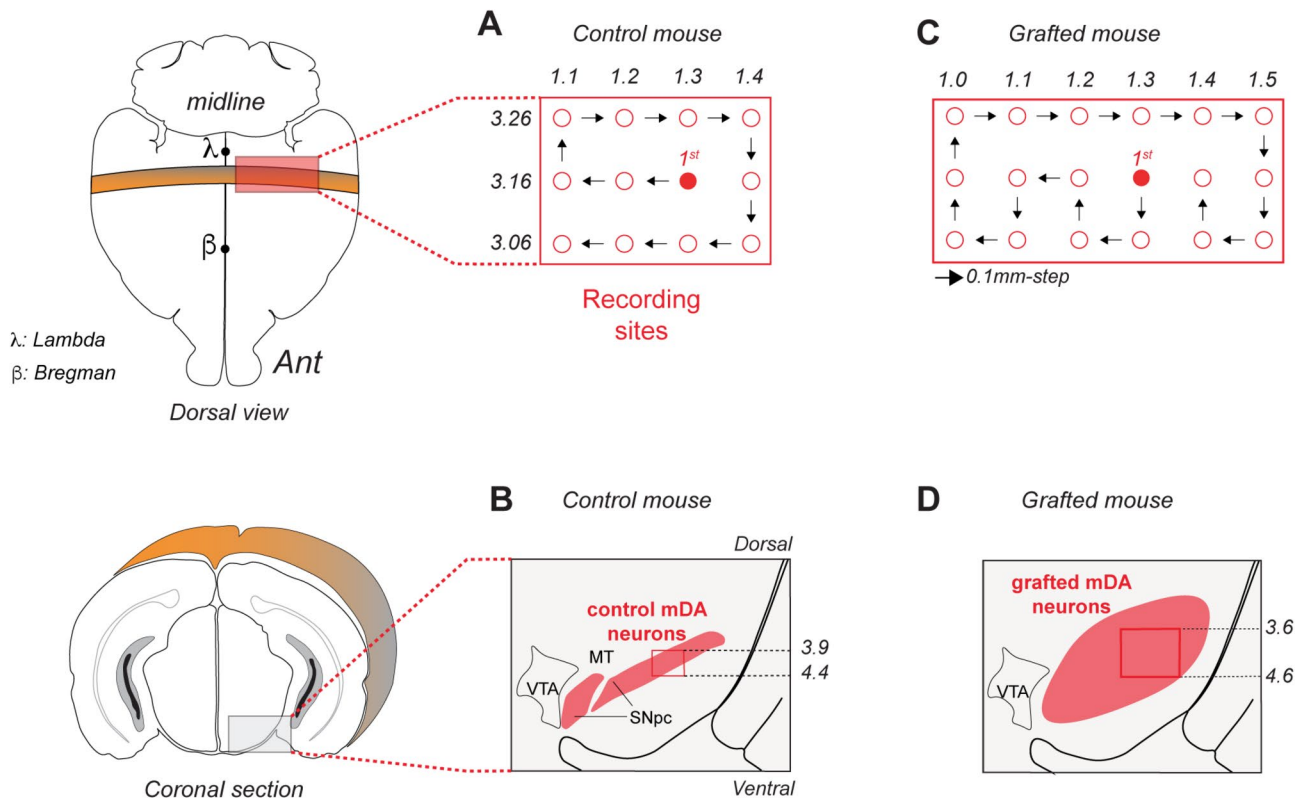 A
Control mouse
1.1 1.2 1.3 1.4
3.26
3.16
3.06
1st
Recording
sites
C
Grafted mouse
1.0 1.1 1.2 1.3 1.4 1.5
1st
0.1mm-step
midline
λ
β
λ: Lambda
β: Bregman
Ant
Dorsal view
B
Control mouse
Dorsal
control mDA
neurons
MT
VTA
SNpc
3.9
4.4
Ventral
D
Grafted mouse
grafted mDA
neurons
VTA
3.6
4.6
Coronal section